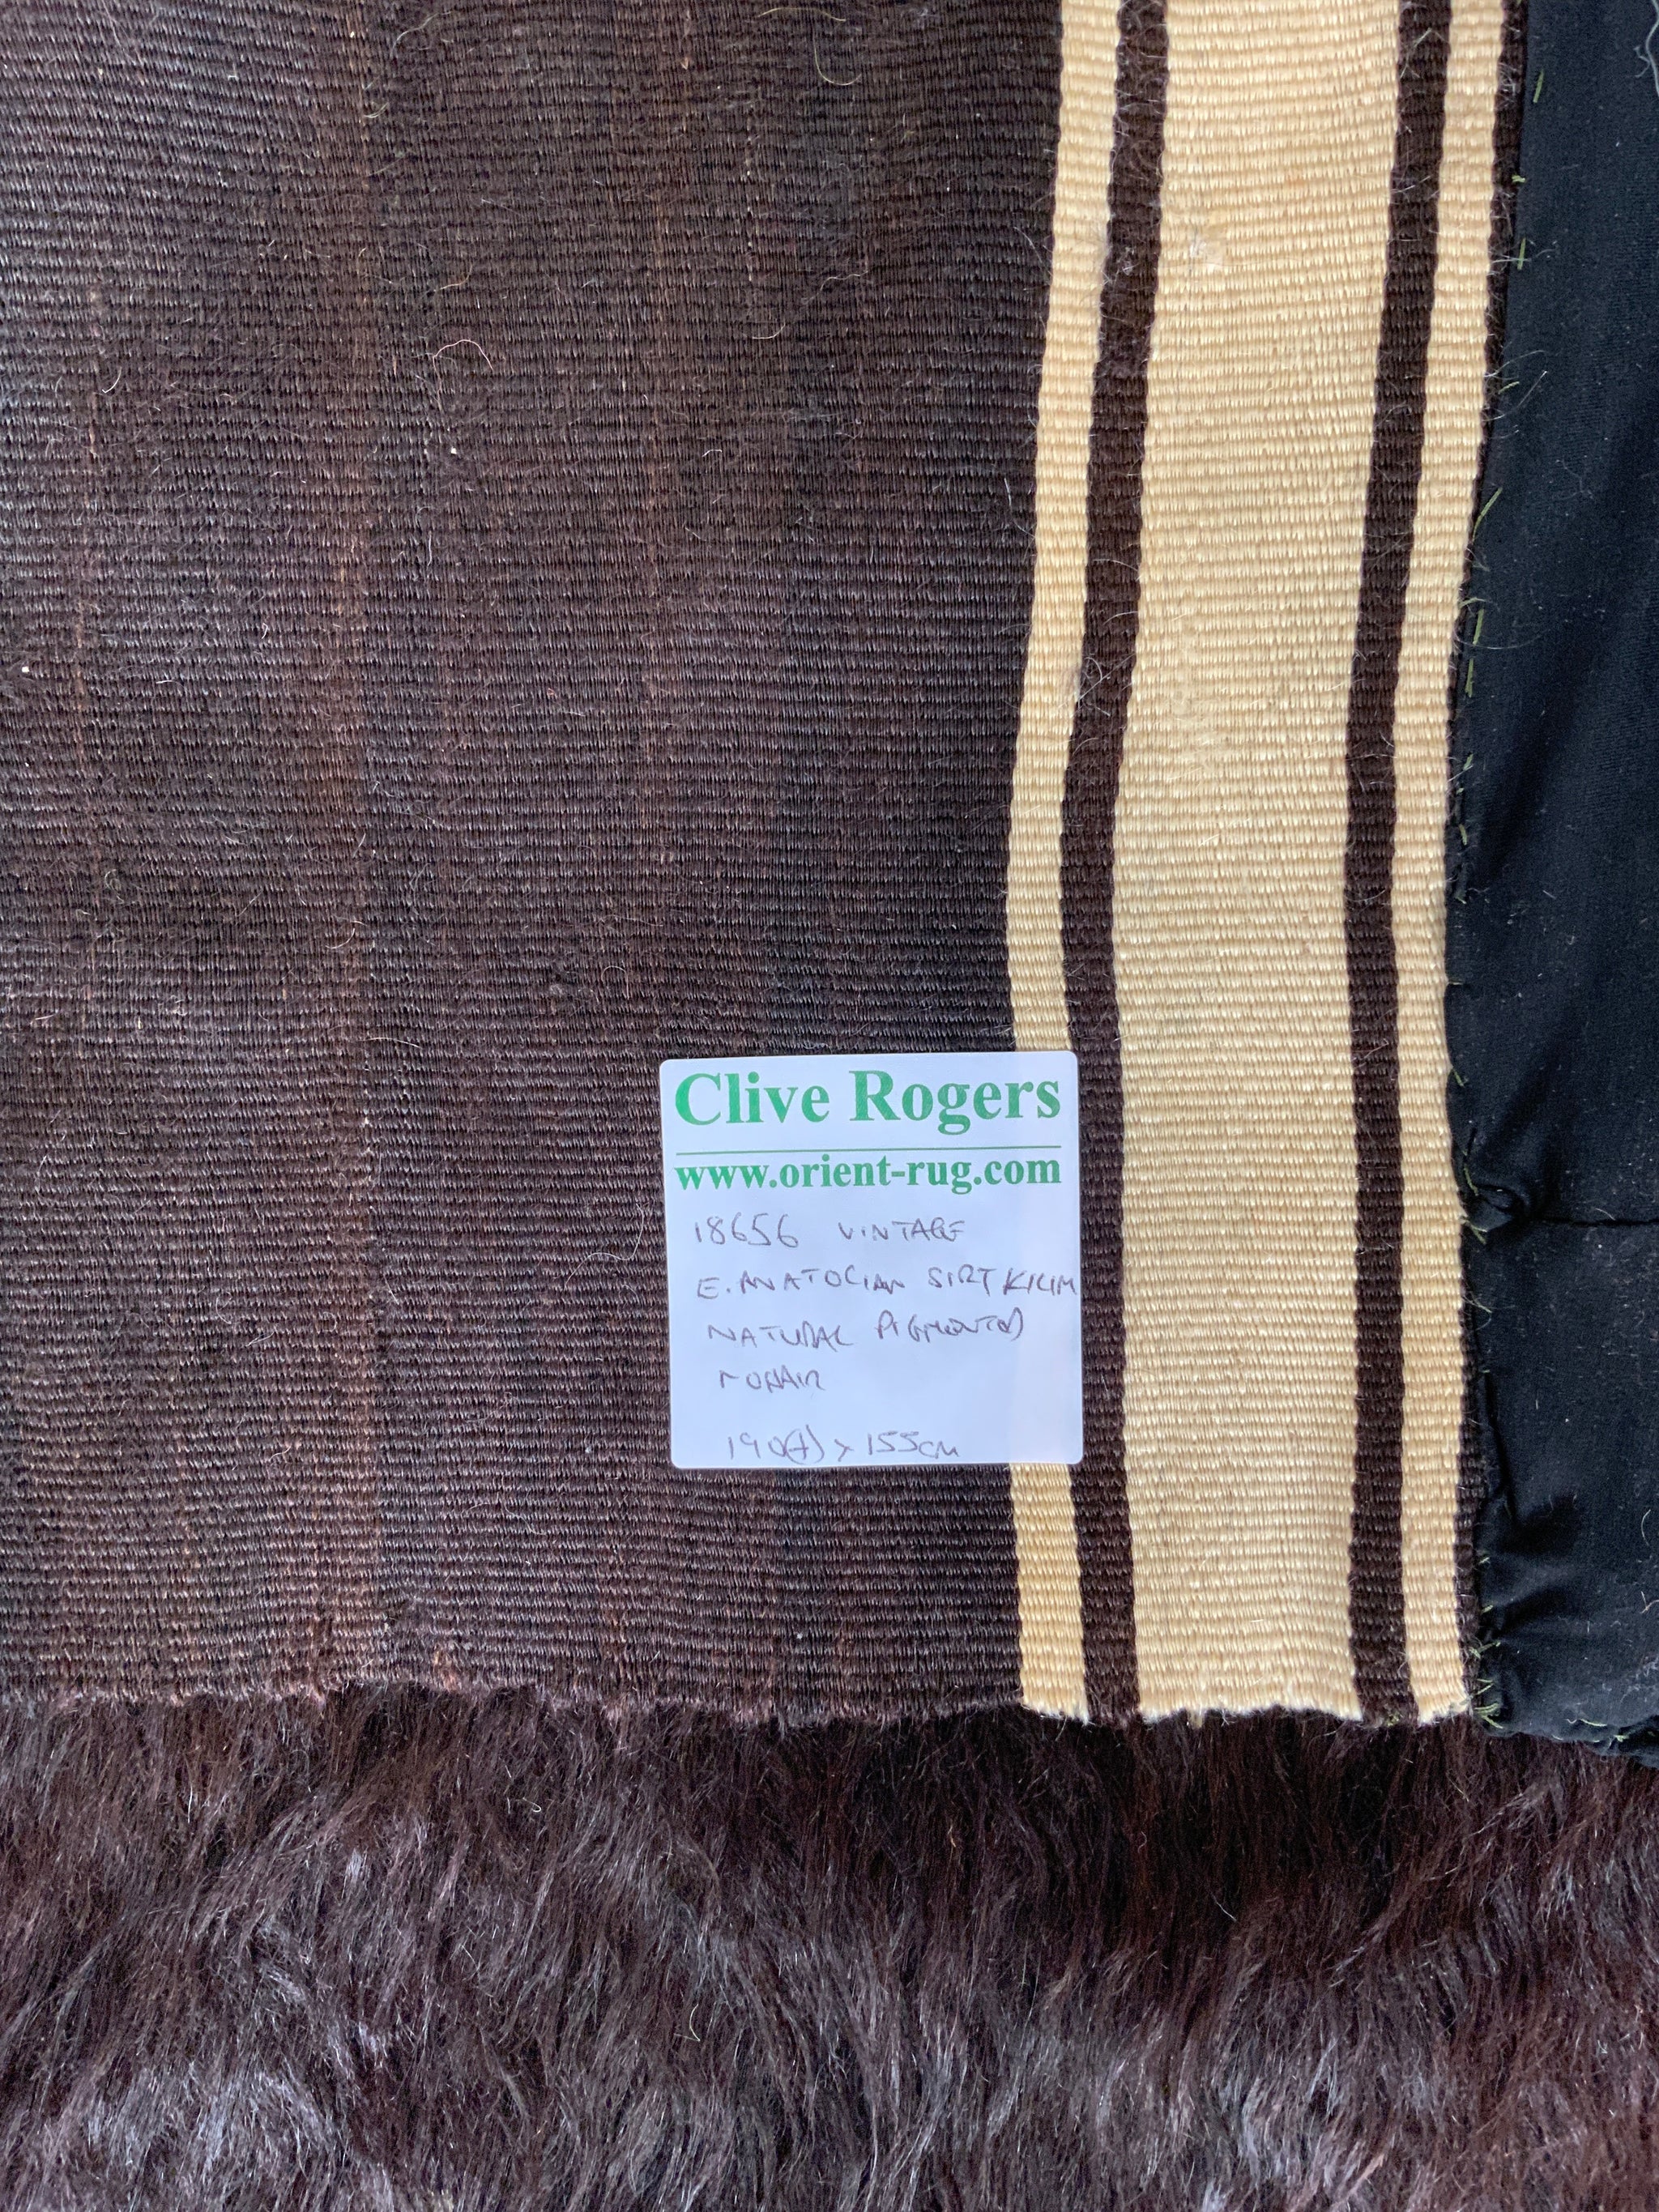 Clive Rogers
www.orient-rug.com
18656 VINTAGE
E. ANATOLIAN SIRT KILIM
NATURAL PIGMENTED
MOHAIR
190(+) x 155cm